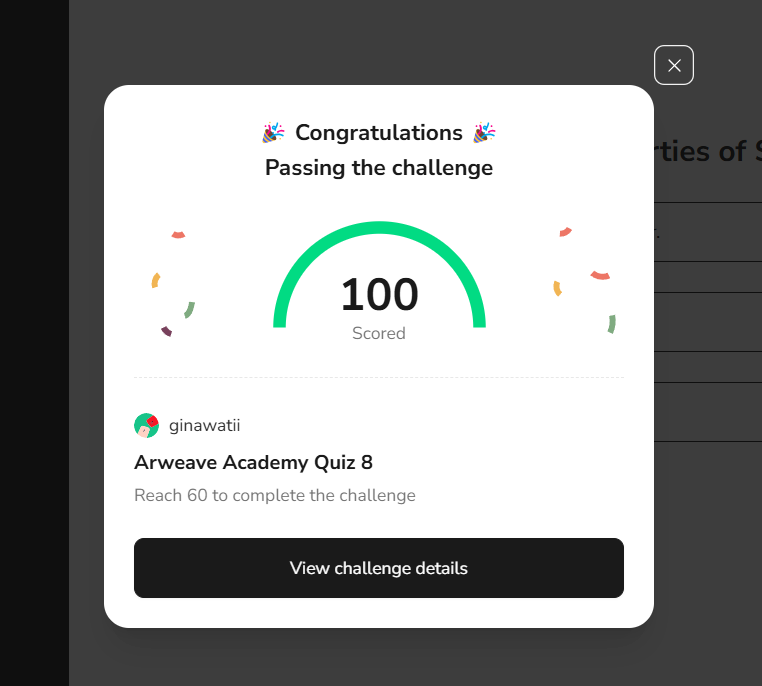 🎉 Congratulations 🎉
Passing the challenge
rties of
100
Scored
ginawatii
Arweave Academy Quiz 8
Reach 60 to complete the challenge
View challenge details